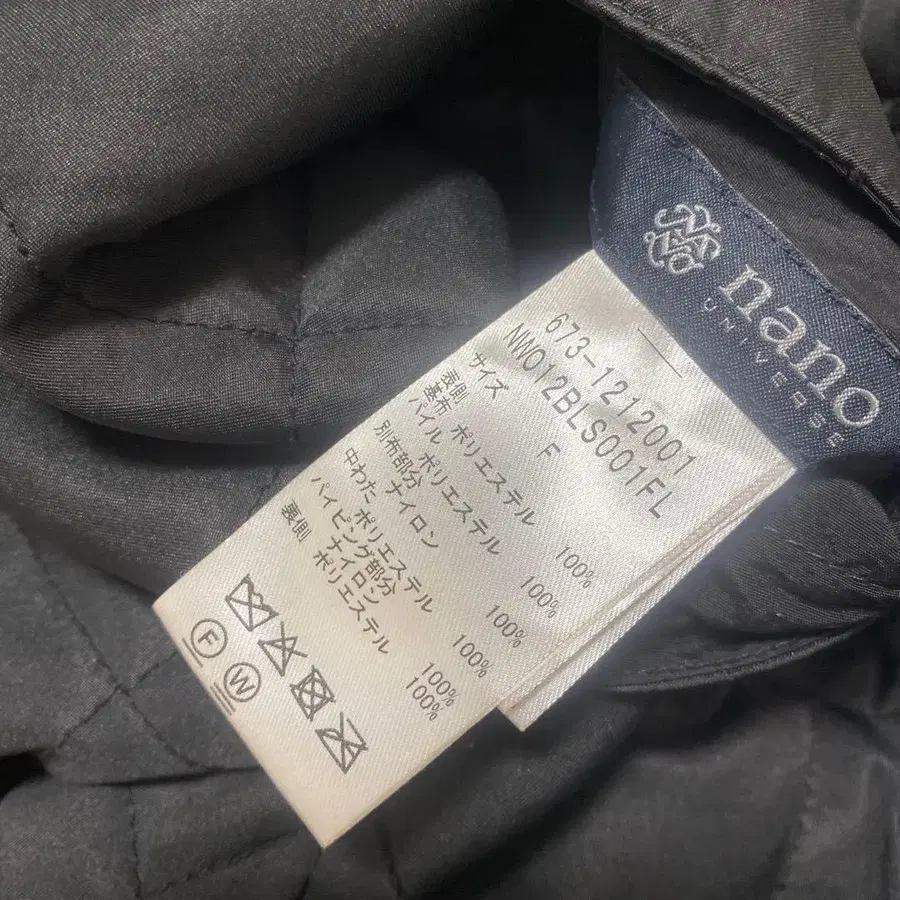 nano
UNIVERSE
673-1212001
NW012BLS001FL
サイズ F
表側
基布 ポリエステル 100%
パイル ポリエステル 100%
別布部分
ナイロン 100%
中わた ポリエステル 100%
パイピング部分
ナイロン 100%
表側 ポリエステル 100%
F
W